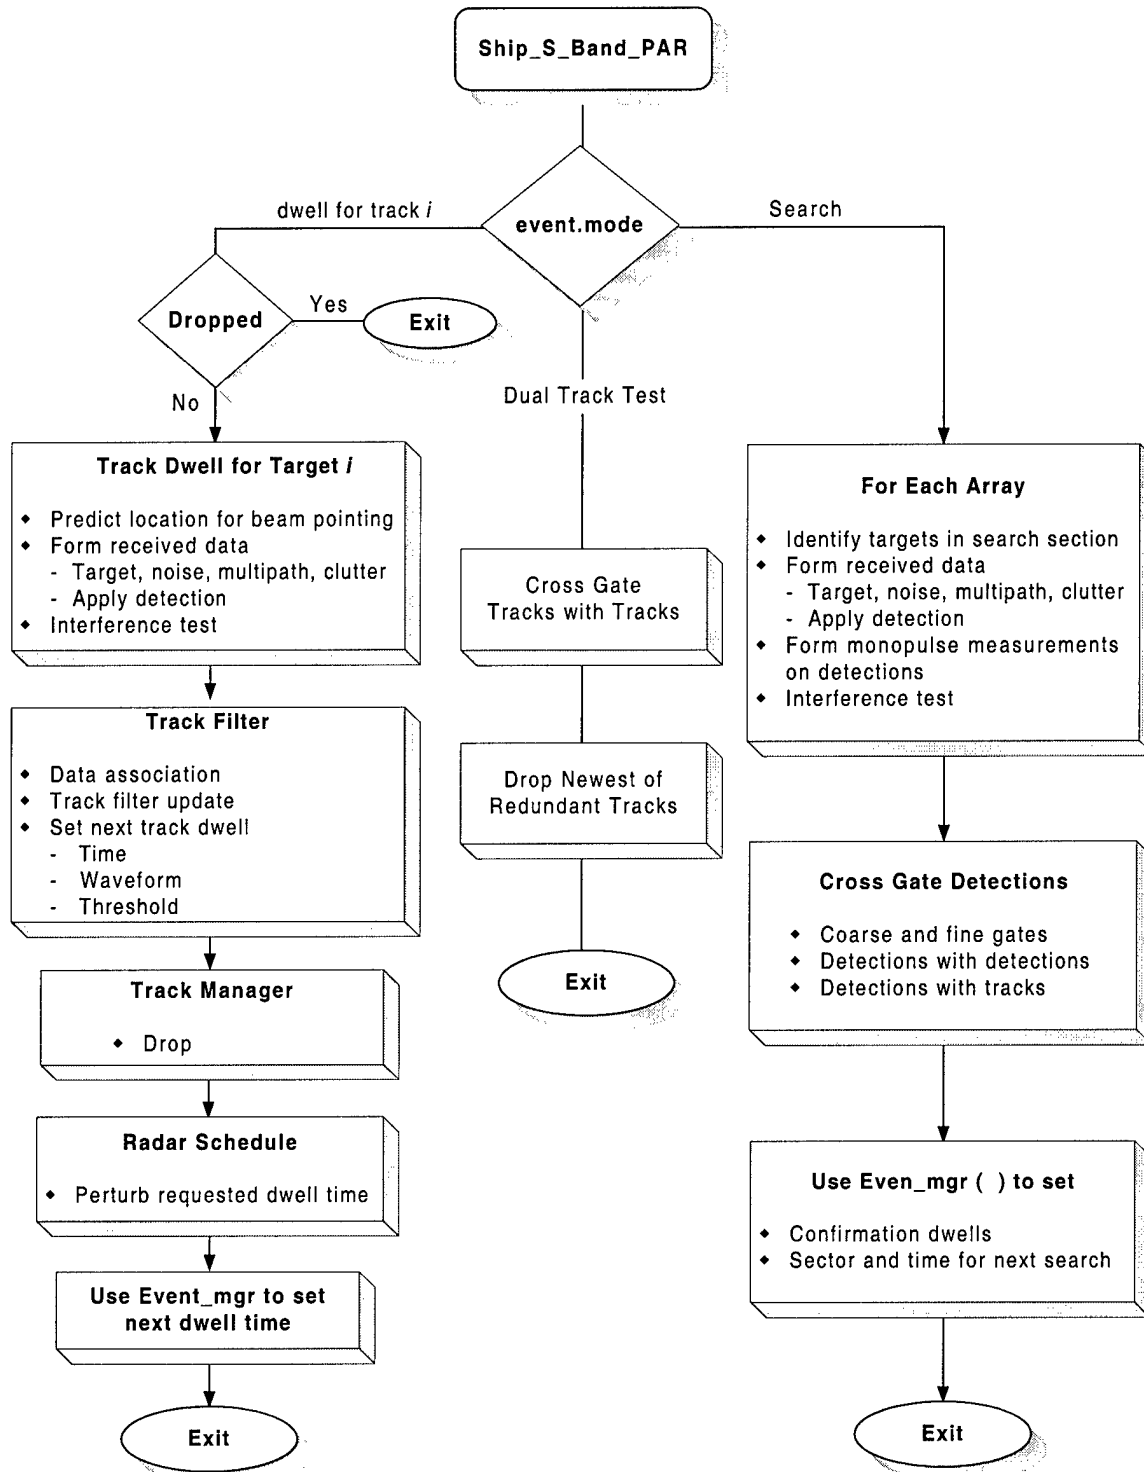 Ship_S_Band_PAR
event.mode
dwell for track i
Search
Dropped
Yes
Exit
No
Dual Track Test
Track Dwell for Target i
◆ Predict location for beam pointing
◆ Form received data
- Target, noise, multipath, clutter
- Apply detection
◆ Interference test
Track Filter
◆ Data association
◆ Track filter update
◆ Set next track dwell
- Time
- Waveform
- Threshold
Track Manager
◆ Drop
Radar Schedule
◆ Perturb requested dwell time
Use Event_mgr to set
next dwell time
Exit
Cross Gate
Tracks with Tracks
Drop Newest of
Redundant Tracks
Exit
For Each Array
◆ Identify targets in search section
◆ Form received data
- Target, noise, multipath, clutter
- Apply detection
◆ Form monopulse measurements
on detections
◆ Interference test
Cross Gate Detections
◆ Coarse and fine gates
◆ Detections with detections
◆ Detections with tracks
Use Even_mgr ( ) to set
◆ Confirmation dwells
◆ Sector and time for next search
Exit